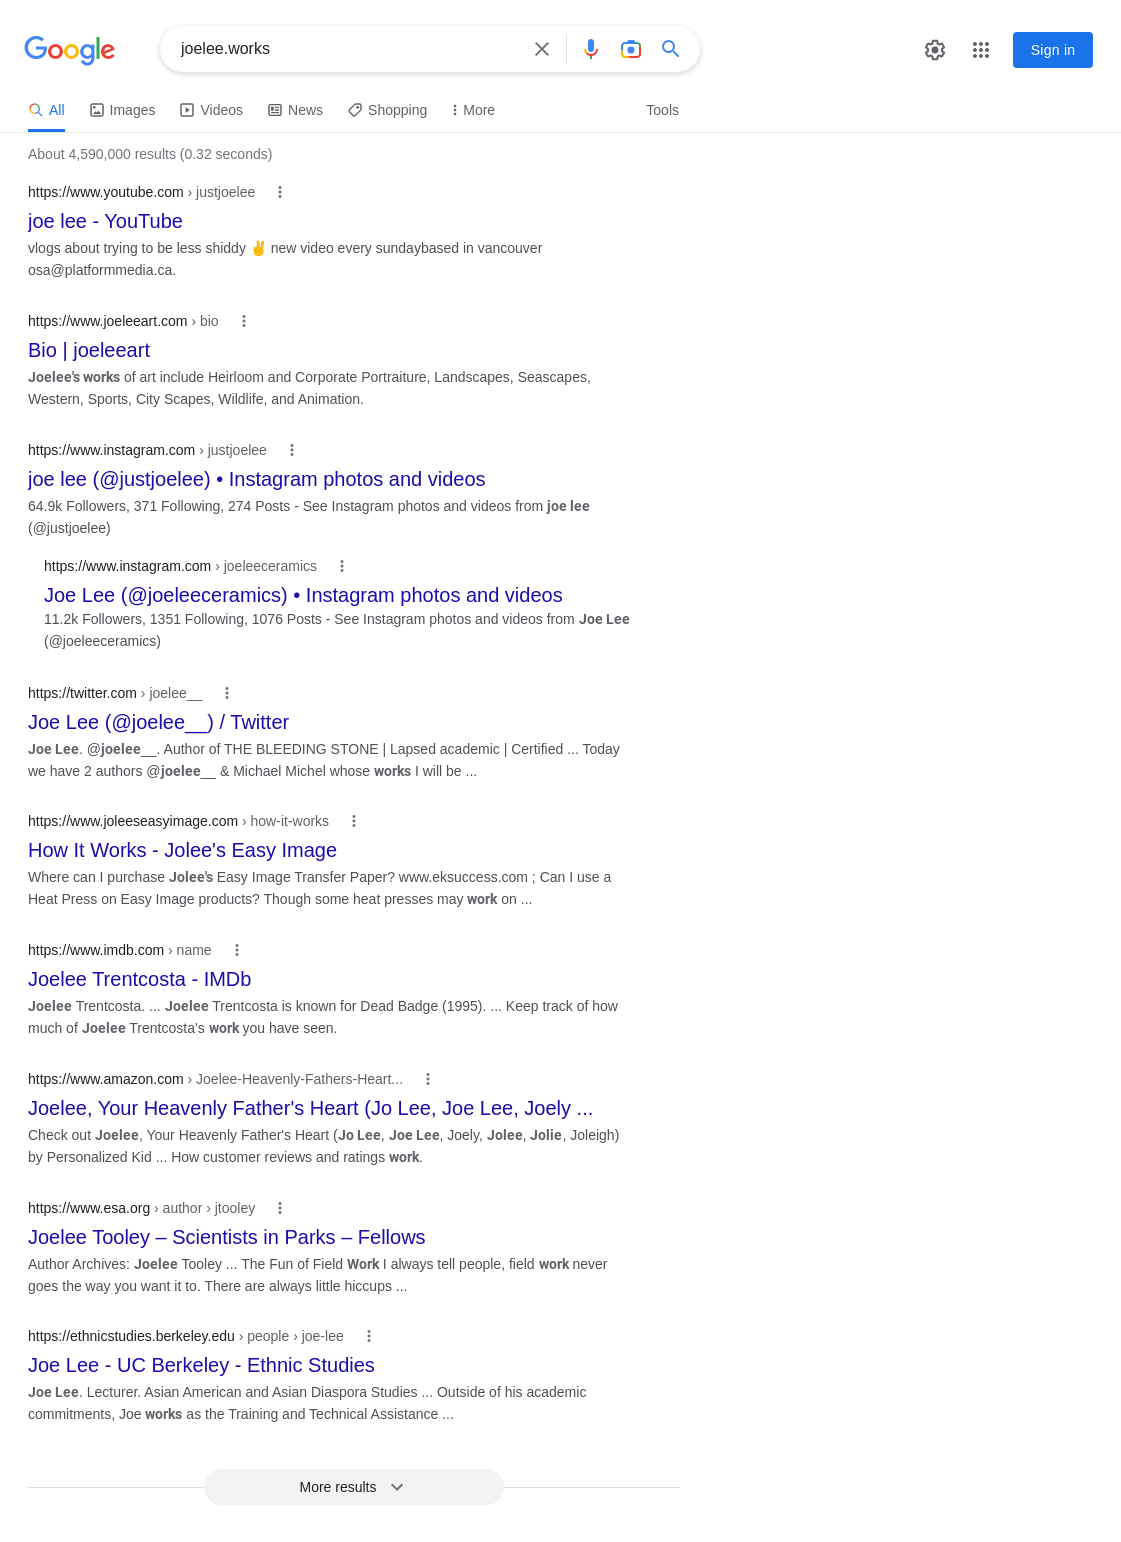 Google
joelee.works
Sign in
All
Images
Videos
News
Shopping
More
Tools
About 4,590,000 results (0.32 seconds)
https://www.youtube.com › justjoelee
joe lee - YouTube
vlogs about trying to be less shiddy ✌ new video every sundaybased in vancouver
osa@platformmedia.ca.
https://www.joeleeart.com › bio
Bio | joeleeart
Joelee's works of art include Heirloom and Corporate Portraiture, Landscapes, Seascapes,
Western, Sports, City Scapes, Wildlife, and Animation.
https://www.instagram.com › justjoelee
joe lee (@justjoelee) • Instagram photos and videos
64.9k Followers, 371 Following, 274 Posts - See Instagram photos and videos from joe lee
(@justjoelee)
https://www.instagram.com › joeleeceramics
Joe Lee (@joeleeceramics) • Instagram photos and videos
11.2k Followers, 1351 Following, 1076 Posts - See Instagram photos and videos from Joe Lee
(@joeleeceramics)
https://twitter.com › joelee__
Joe Lee (@joelee__) / Twitter
Joe Lee. @joelee__. Author of THE BLEEDING STONE | Lapsed academic | Certified ... Today
we have 2 authors @joelee__ & Michael Michel whose works I will be ...
https://www.joleeseasyimage.com › how-it-works
How It Works - Jolee's Easy Image
Where can I purchase Jolee's Easy Image Transfer Paper? www.eksuccess.com ; Can I use a
Heat Press on Easy Image products? Though some heat presses may work on ...
https://www.imdb.com › name
Joelee Trentcosta - IMDb
Joelee Trentcosta. ... Joelee Trentcosta is known for Dead Badge (1995). ... Keep track of how
much of Joelee Trentcosta's work you have seen.
https://www.amazon.com › Joelee-Heavenly-Fathers-Heart...
Joelee, Your Heavenly Father's Heart (Jo Lee, Joe Lee, Joely ...
Check out Joelee, Your Heavenly Father's Heart (Jo Lee, Joe Lee, Joely, Jolee, Jolie, Joleigh)
by Personalized Kid ... How customer reviews and ratings work.
https://www.esa.org › author › jtooley
Joelee Tooley – Scientists in Parks – Fellows
Author Archives: Joelee Tooley ... The Fun of Field Work I always tell people, field work never
goes the way you want it to. There are always little hiccups ...
https://ethnicstudies.berkeley.edu › people › joe-lee
Joe Lee - UC Berkeley - Ethnic Studies
Joe Lee. Lecturer. Asian American and Asian Diaspora Studies ... Outside of his academic
commitments, Joe works as the Training and Technical Assistance ...
More results